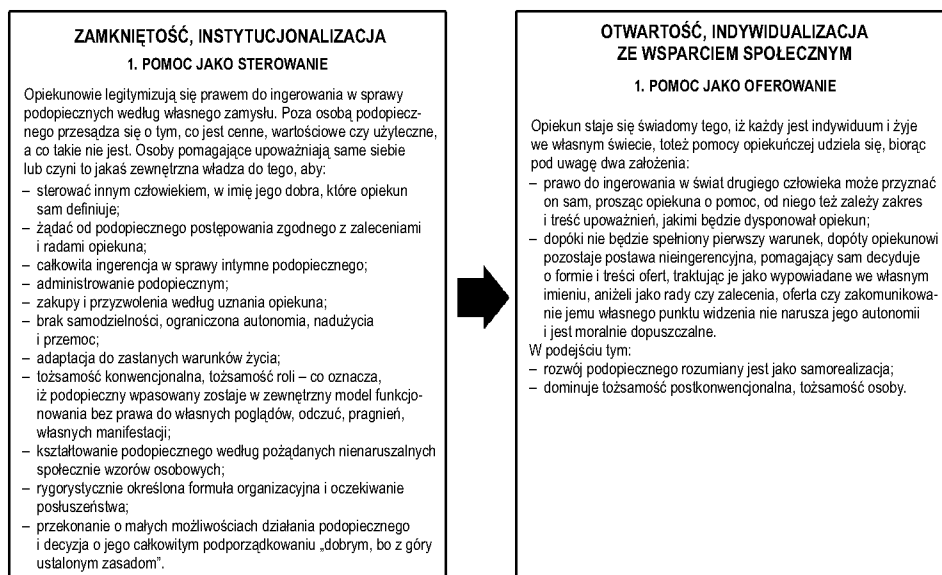 ZAMKNIĘTOŚĆ, INSTYTUCJONALIZACJA
1. POMOC JAKO STEROWANIE
Opiekunowie legitymizują się prawem do ingerowania w sprawy
podopiecznych według własnego zamysłu. Poza osobą podopiecz-
nego przesądza się o tym, co jest cenne, wartościowe czy użyteczne,
a co takie nie jest. Osoby pomagające upoważniają same siebie
lub czyni to jakaś zewnętrzna władza do tego, aby:
– sterować innym człowiekiem, w imię jego dobra, które opiekun
sam definiuje;
– żądać od podopiecznego postępowania zgodnego z zaleceniami
i radami opiekuna;
– całkowita ingerencja w sprawy intymne podopiecznego;
– administrowanie podopiecznym;
– zakupy i przyzwolenia według uznania opiekuna;
– brak samodzielności, ograniczona autonomia, nadużycia
i przemoc;
– adaptacja do zastanych warunków życia;
– tożsamość konwencjonalna, tożsamość roli – co oznacza,
iż podopieczny wpasowany zostaje w zewnętrzny model funkcjo-
nowania bez prawa do własnych poglądów, odczuć, pragnień,
własnych manifestacji;
– kształtowanie podopiecznego według pożądanych nienaruszalnych
społecznie wzorów osobowych;
– rygorystycznie określona formuła organizacyjna i oczekiwanie
posłuszeństwa;
– przekonanie o małych możliwościach działania podopiecznego
i decyzja o jego całkowitym podporządkowaniu „dobrym, bo z góry
ustalonym zasadom”.
OTWARTOŚĆ, INDYWIDUALIZACJA
ZE WSPARCIEM SPOŁECZNYM
1. POMOC JAKO OFEROWANIE
Opiekun staje się świadomy tego, iż każdy jest indywiduum i żyje
we własnym świecie, toteż pomocy opiekuńczej udziela się, biorąc
pod uwagę dwa założenia:
– prawo do ingerowania w świat drugiego człowieka może przyznać
on sam, prosząc opiekuna o pomoc, od niego też zależy zakres
i treść upoważnień, jakimi będzie dysponował opiekun;
– dopóki nie będzie spełniony pierwszy warunek, dopóty opiekunowi
pozostaje postawa nieingerencyjna, pomagający sam decyduje
o formie i treści ofert, traktując je jako wypowiadane we własnym
imieniu, aniżeli jako rady czy zalecenia, oferta czy zakomunikowa-
nie jemu własnego punktu widzenia nie narusza jego autonomii
i jest moralnie dopuszczalne.
W podejściu tym:
– rozwój podopiecznego rozumiany jest jako samorealizacja;
– dominuje tożsamość postkonwencjonalna, tożsamość osoby.